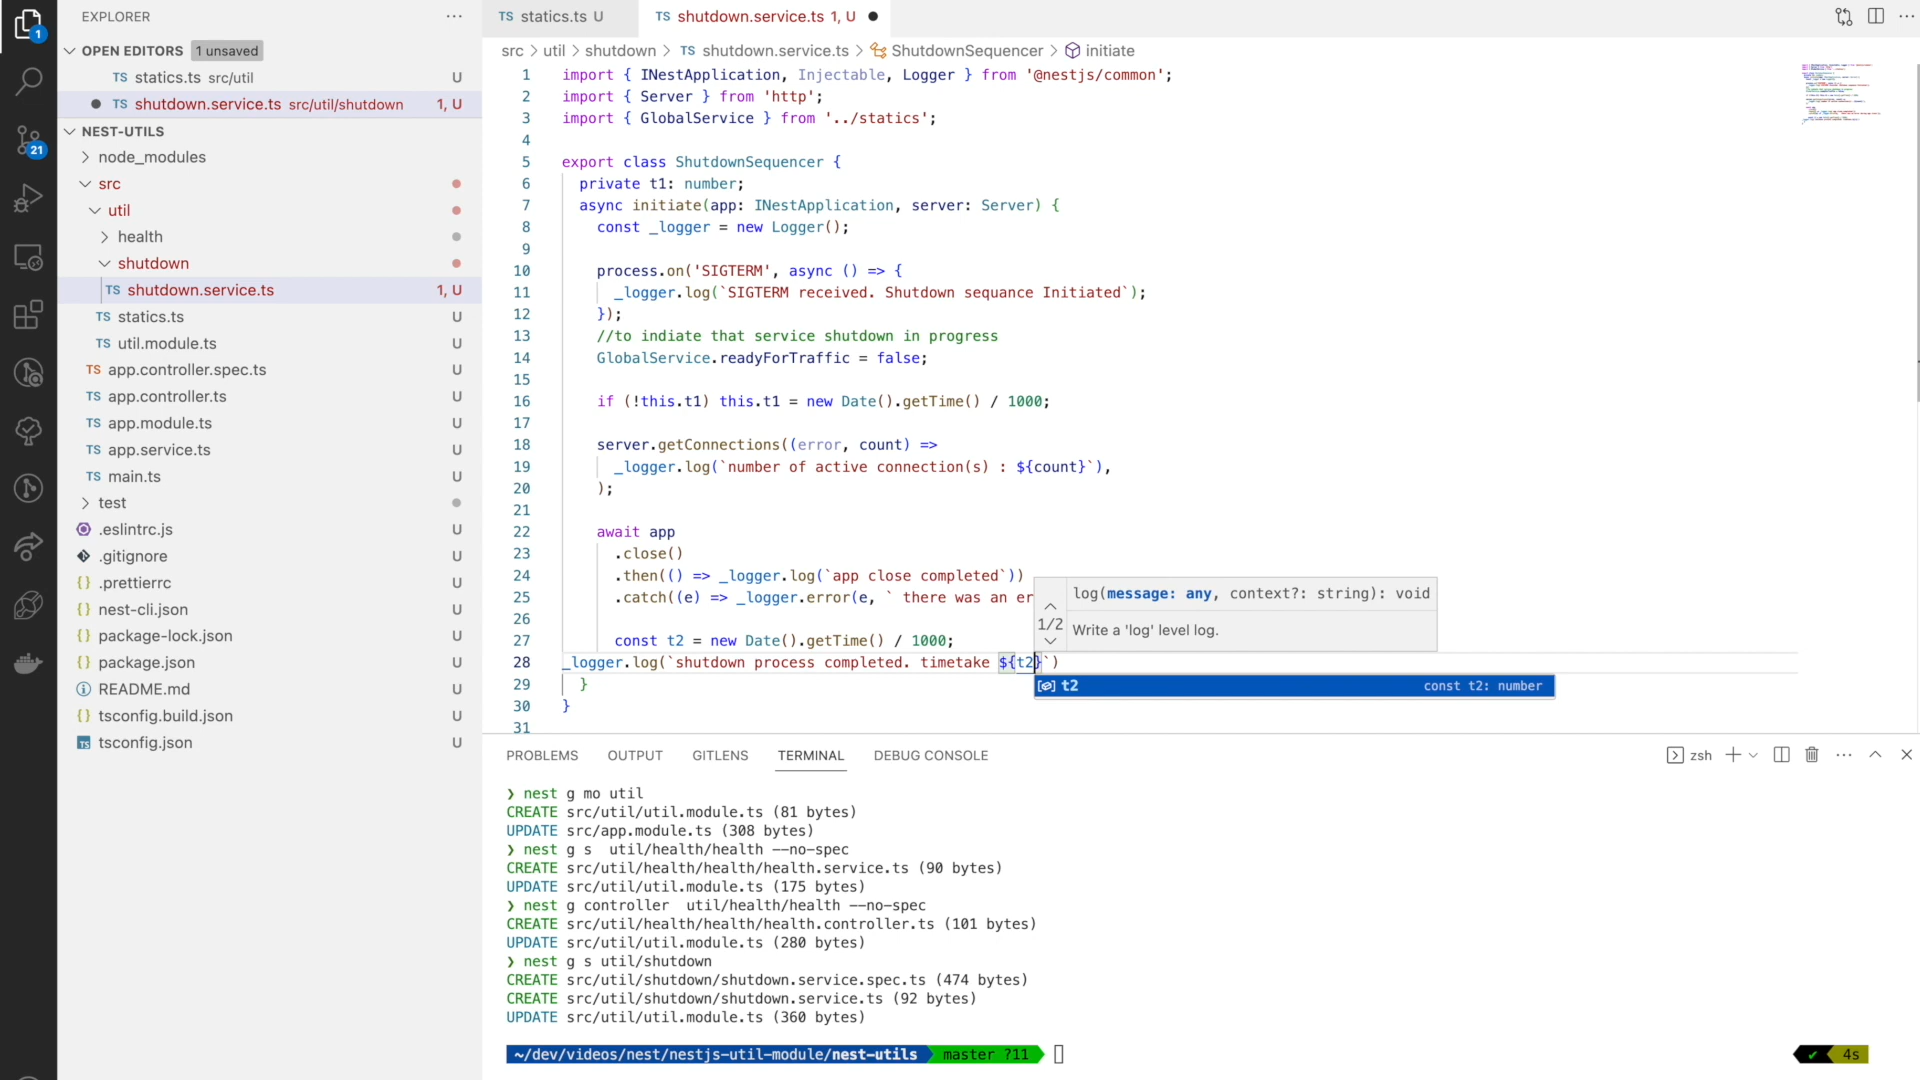 EXPLORER
OPEN EDITORS 1 unsaved
TS statics.ts src/util U
TS shutdown.service.ts src/util/shutdown 1, U
NEST-UTILS
node_modules
src
util
health
shutdown
TS shutdown.service.ts 1, U
TS statics.ts U
TS util.module.ts U
TS app.controller.spec.ts U
TS app.controller.ts U
TS app.module.ts U
TS app.service.ts U
TS main.ts U
test
.eslintrc.js U
.gitignore U
{} .prettierrc U
{} nest-cli.json U
{} package-lock.json U
{} package.json U
README.md U
{} tsconfig.build.json U
TS tsconfig.json U
1
21
TS statics.ts U
TS shutdown.service.ts 1, U
src > util > shutdown > TS shutdown.service.ts > ShutdownSequencer > initiate
1 import { INestApplication, Injectable, Logger } from '@nestjs/common';
2 import { Server } from 'http';
3 import { GlobalService } from '../statics';
4
5 export class ShutdownSequencer {
6 private t1: number;
7 async initiate(app: INestApplication, server: Server) {
8 const _logger = new Logger();
9
10 process.on('SIGTERM', async () => {
11 _logger.log(`SIGTERM received. Shutdown sequance Initiated`);
12 });
13 //to indiate that service shutdown in progress
14 GlobalService.readyForTraffic = false;
15
16 if (!this.t1) this.t1 = new Date().getTime() / 1000;
17
18 server.getConnections((error, count) =>
19 _logger.log(`number of active connection(s) : ${count}`),
20 );
21
22 await app
23 .close()
24 .then(() => _logger.log(`app close completed`))
25 .catch((e) => _logger.error(e, ` there was an er
26
27 const t2 = new Date().getTime() / 1000;
28 _logger.log(`shutdown process completed. timetake ${t2}`)
29 }
30 }
31
log(message: any, context?: string): void
1/2
Write a 'log' level log.
t2 const t2: number
PROBLEMS OUTPUT GITLENS TERMINAL DEBUG CONSOLE
zsh
❯ nest g mo util
CREATE src/util/util.module.ts (81 bytes)
UPDATE src/app.module.ts (308 bytes)
❯ nest g s  util/health/health --no-spec
CREATE src/util/health/health/health.service.ts (90 bytes)
UPDATE src/util/util.module.ts (175 bytes)
❯ nest g controller  util/health/health --no-spec
CREATE src/util/health/health/health.controller.ts (101 bytes)
UPDATE src/util/util.module.ts (280 bytes)
❯ nest g s util/shutdown
CREATE src/util/shutdown/shutdown.service.spec.ts (474 bytes)
CREATE src/util/shutdown/shutdown.service.ts (92 bytes)
UPDATE src/util/util.module.ts (360 bytes)
~/dev/videos/nest/nestjs-util-module/nest-utils master ?11 ✔ 4s